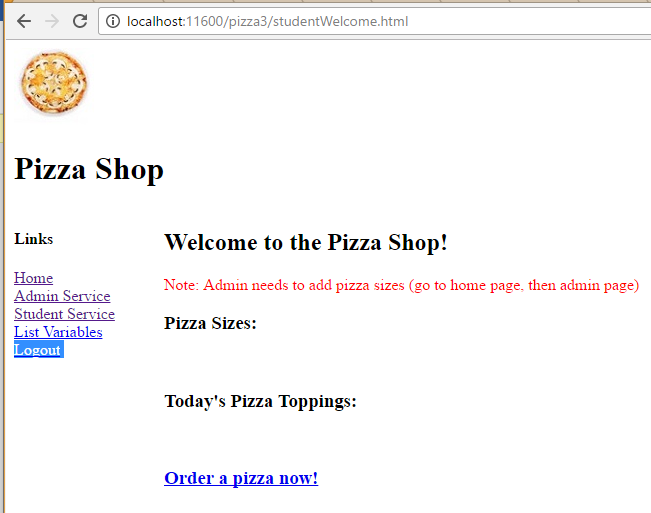 localhost:11600/pizza3/studentWelcome.html
Pizza Shop
Links
Home
Admin Service
Student Service
List Variables
Logout
Welcome to the Pizza Shop!
Note: Admin needs to add pizza sizes (go to home page, then admin page)
Pizza Sizes:
Today's Pizza Toppings:
Order a pizza now!